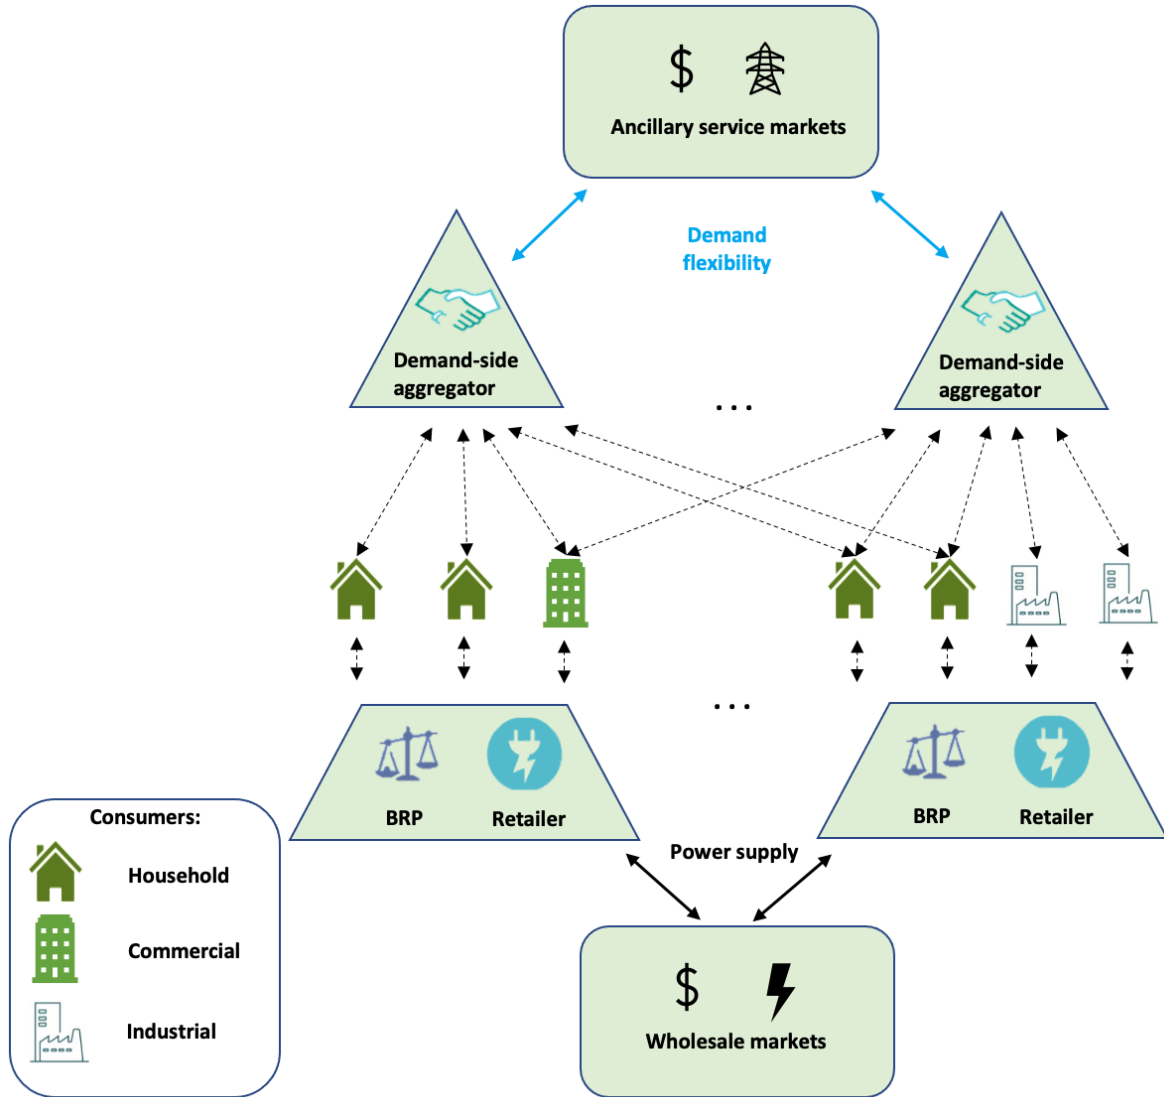 Ancillary service markets
Demand
flexibility
Demand-side
aggregator
Demand-side
aggregator
...
...
BRP
Retailer
BRP
Retailer
Consumers:
Household
Commercial
Industrial
Power supply
Wholesale markets